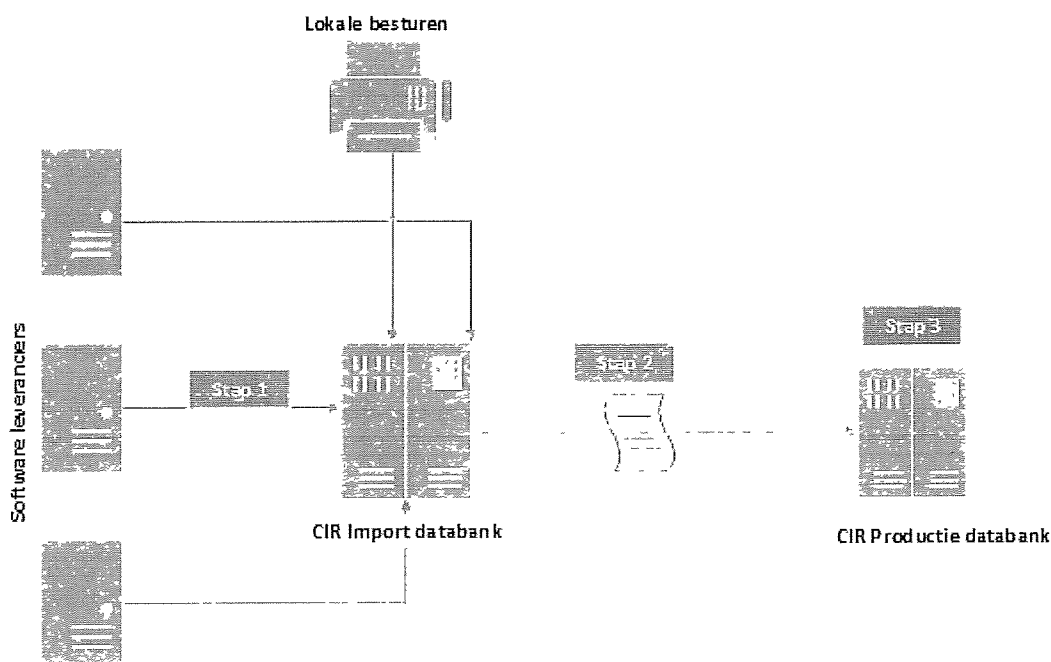 Lokale besturen
Software leveranciers
Stap 1
Stap 2
Stap 3
CIR Import databank
CIR Productie databank